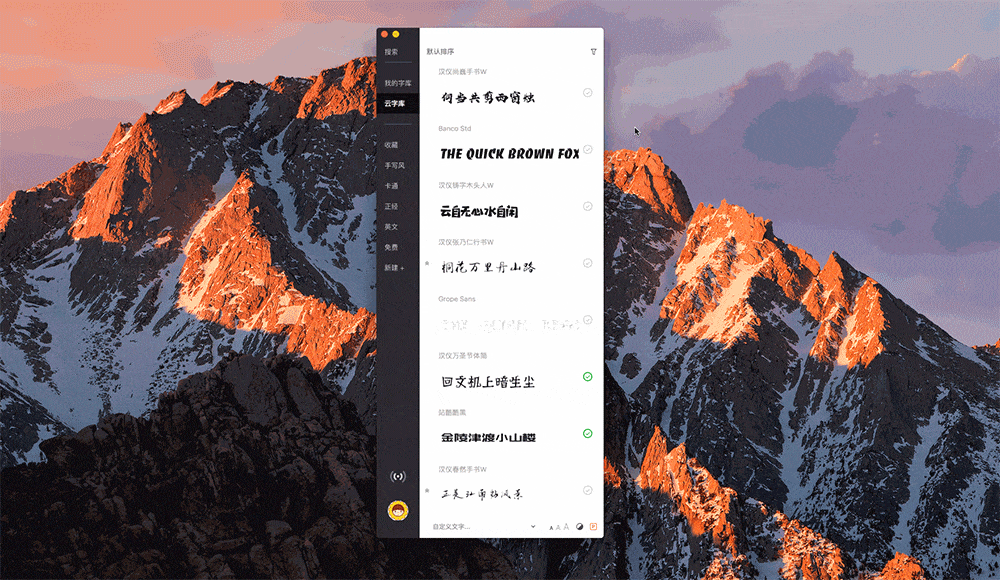 搜索
我的字库
云字库
收藏
手写风
卡通
正经
英文
免费
新建 +
默认排序
汉仪尚巍手书W
何当共剪西窗烛
Banco Std
THE QUICK BROWN FOX
汉仪铸字木头人W
云自无心水自闲
汉仪张乃仁行书W
桐花万里丹山路
Grope Sans
汉仪万圣节体简
回文机上暗生尘
站酷酷黑
金陵津渡小山楼
汉仪春然手书W
正是江南好风景
自定义文字...
A A A